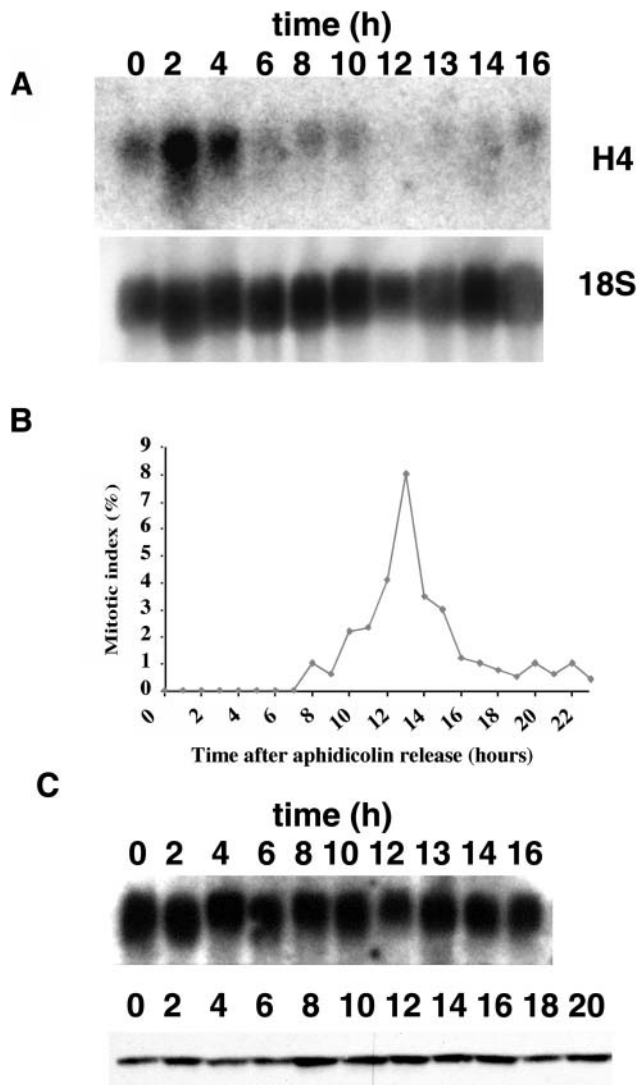 time (h)
0 2 4 6 8 10 12 13 14 16
A
H4
18S
B
9
8
7
6
5
4
3
2
1
0
Mitotic index (%)
0 2 4 6 8 10 12 14 16 18 20 22
Time after aphidicolin release (hours)
C
time (h)
0 2 4 6 8 10 12 13 14 16
0 2 4 6 8 10 12 14 16 18 20